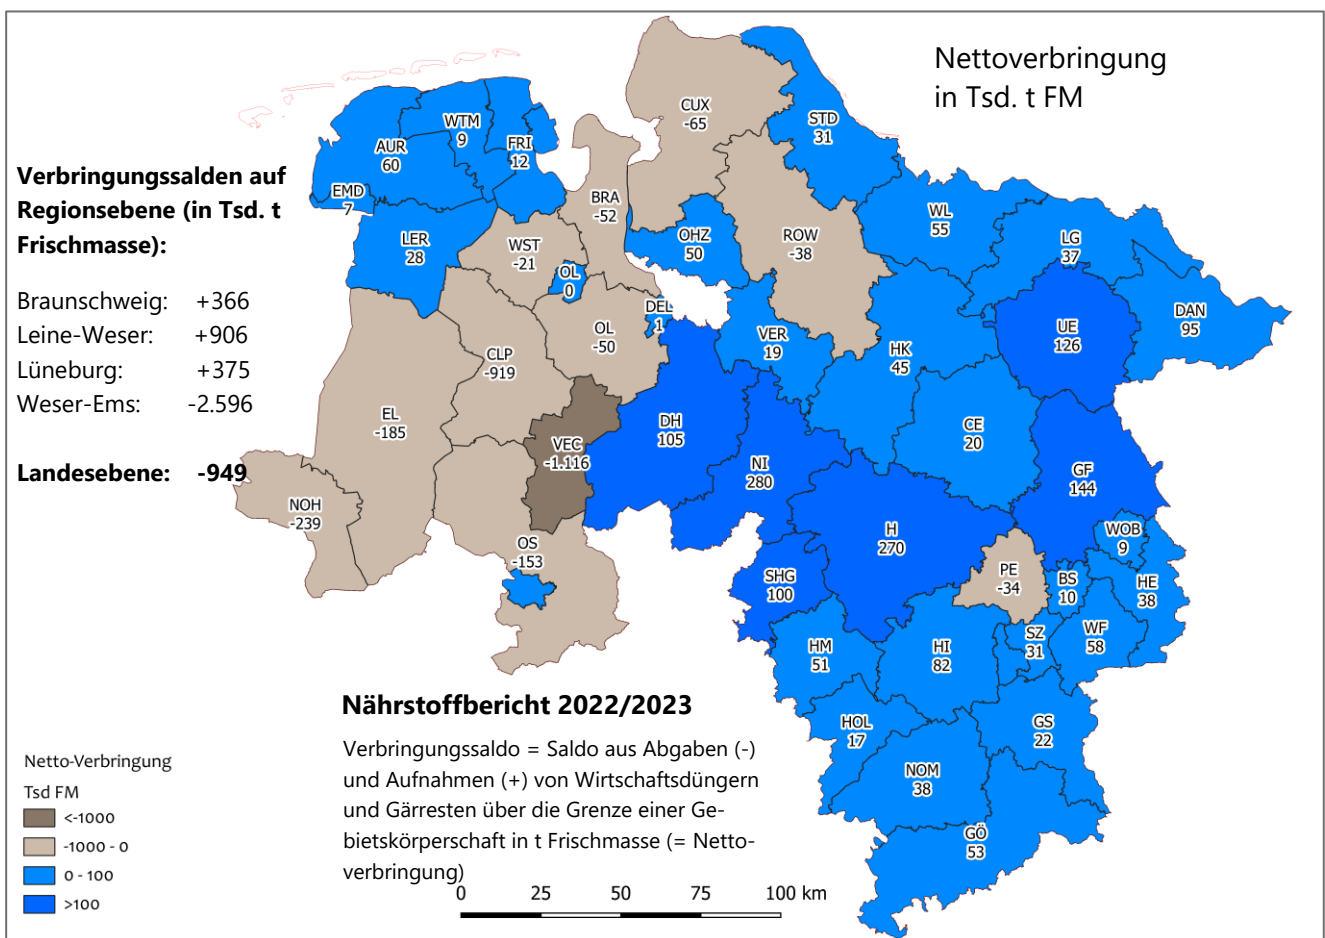 Nettoverbringung
in Tsd. t FM
Verbringungssalden auf
Regionsebene (in Tsd. t
Frischmasse):
Braunschweig: +366
Leine-Weser: +906
Lüneburg: +375
Weser-Ems: -2.596
Landesebene: -949
CUX
-65
STD
31
WTM
9
FRI
12
AUR
60
EMD
7
BRA
-52
LER
28
WST
-21
OHZ
50
ROW
-38
WL
55
LG
37
OL
0
DEL
1
DAN
95
OL
-50
VER
19
UE
126
CLP
-919
HK
45
EL
-185
DH
105
CE
20
VEC
-1.116
NI
280
GF
144
NOH
-239
OS
-153
H
270
WOB
9
SHG
100
PE
-34
BS
10
HE
38
HM
51
HI
82
SZ
31
WF
58
HOL
17
GS
22
NOM
38
GÖ
53
Nährstoffbericht 2022/2023
Verbringungssaldo = Saldo aus Abgaben (-)
und Aufnahmen (+) von Wirtschaftsdüngern
und Gärresten über die Grenze einer Ge-
bietskörperschaft in t Frischmasse (= Netto-
verbringung)
0 25 50 75 100 km
Netto-Verbringung
Tsd FM
<-1000
-1000 - 0
0 - 100
>100